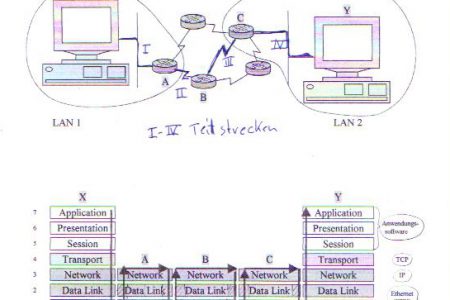 C
Y
I
III
IV
A
II
B
LAN 1
I-IV Teilstrecken
LAN 2
X
Y
7 Application Application
6 Presentation Presentation
Anwendungs-
software
5 Session Session
A B C
4 Transport Transport TCP
3 Network Network Network Network Network IP
2 Data Link Data Link Data Link Data Link Data Link Ethernet